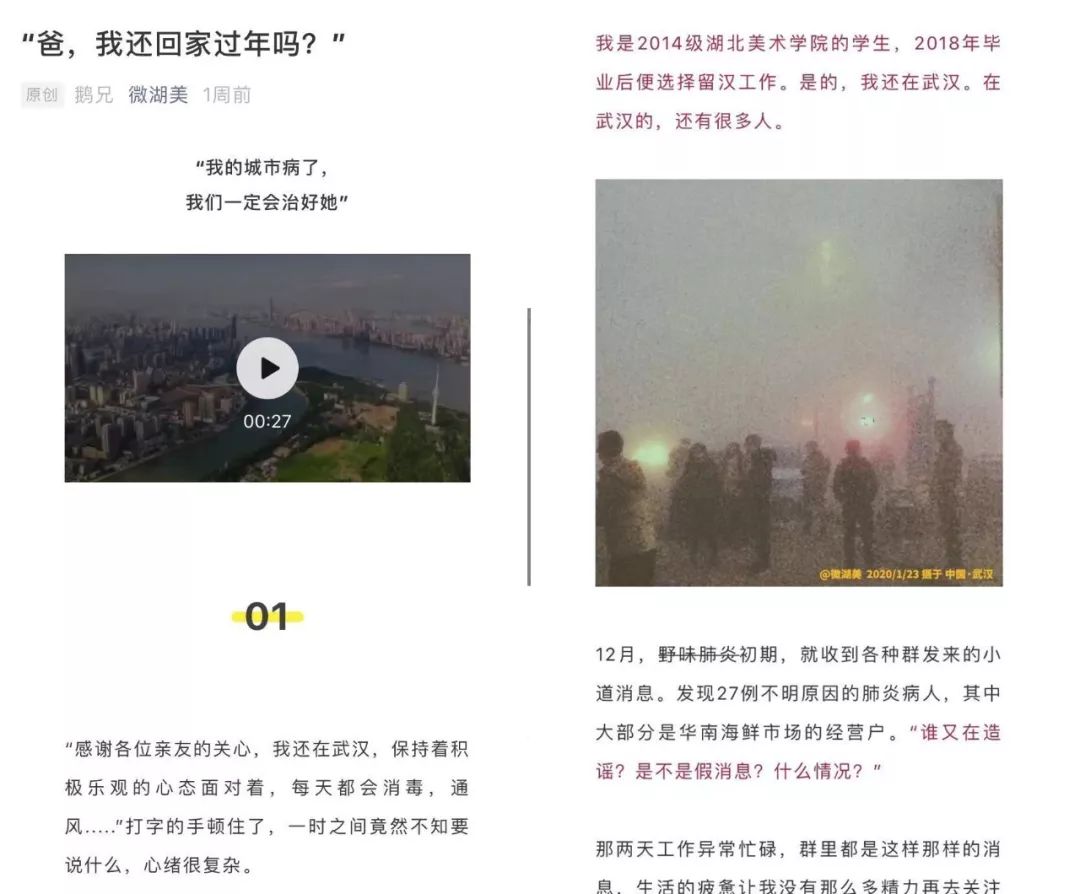 “爸，我还回家过年吗？”
原创 鹅兄 微湖美 1周前
“我的城市病了，
我们一定会治好她”
00:27
01
“感谢各位亲友的关心，我还在武汉，保持着积
极乐观的心态面对着，每天都会消毒，通
风.....”打字的手顿住了，一时之间竟然不知要
说什么，心绪很复杂。
我是2014级湖北美术学院的学生，2018年毕
业后便选择留汉工作。是的，我还在武汉。在
武汉的，还有很多人。
@微湖美 2020/1/23 摄于 中国·武汉
12月，野味肺炎初期，就收到各种群发来的小
道消息。发现27例不明原因的肺炎病人，其中
大部分是华南海鲜市场的经营户。“谁又在造
谣？是不是假消息？什么情况？”
那两天工作异常忙碌，群里都是这样那样的消
息，生活的疲惫让我没有那么多精力再去关注